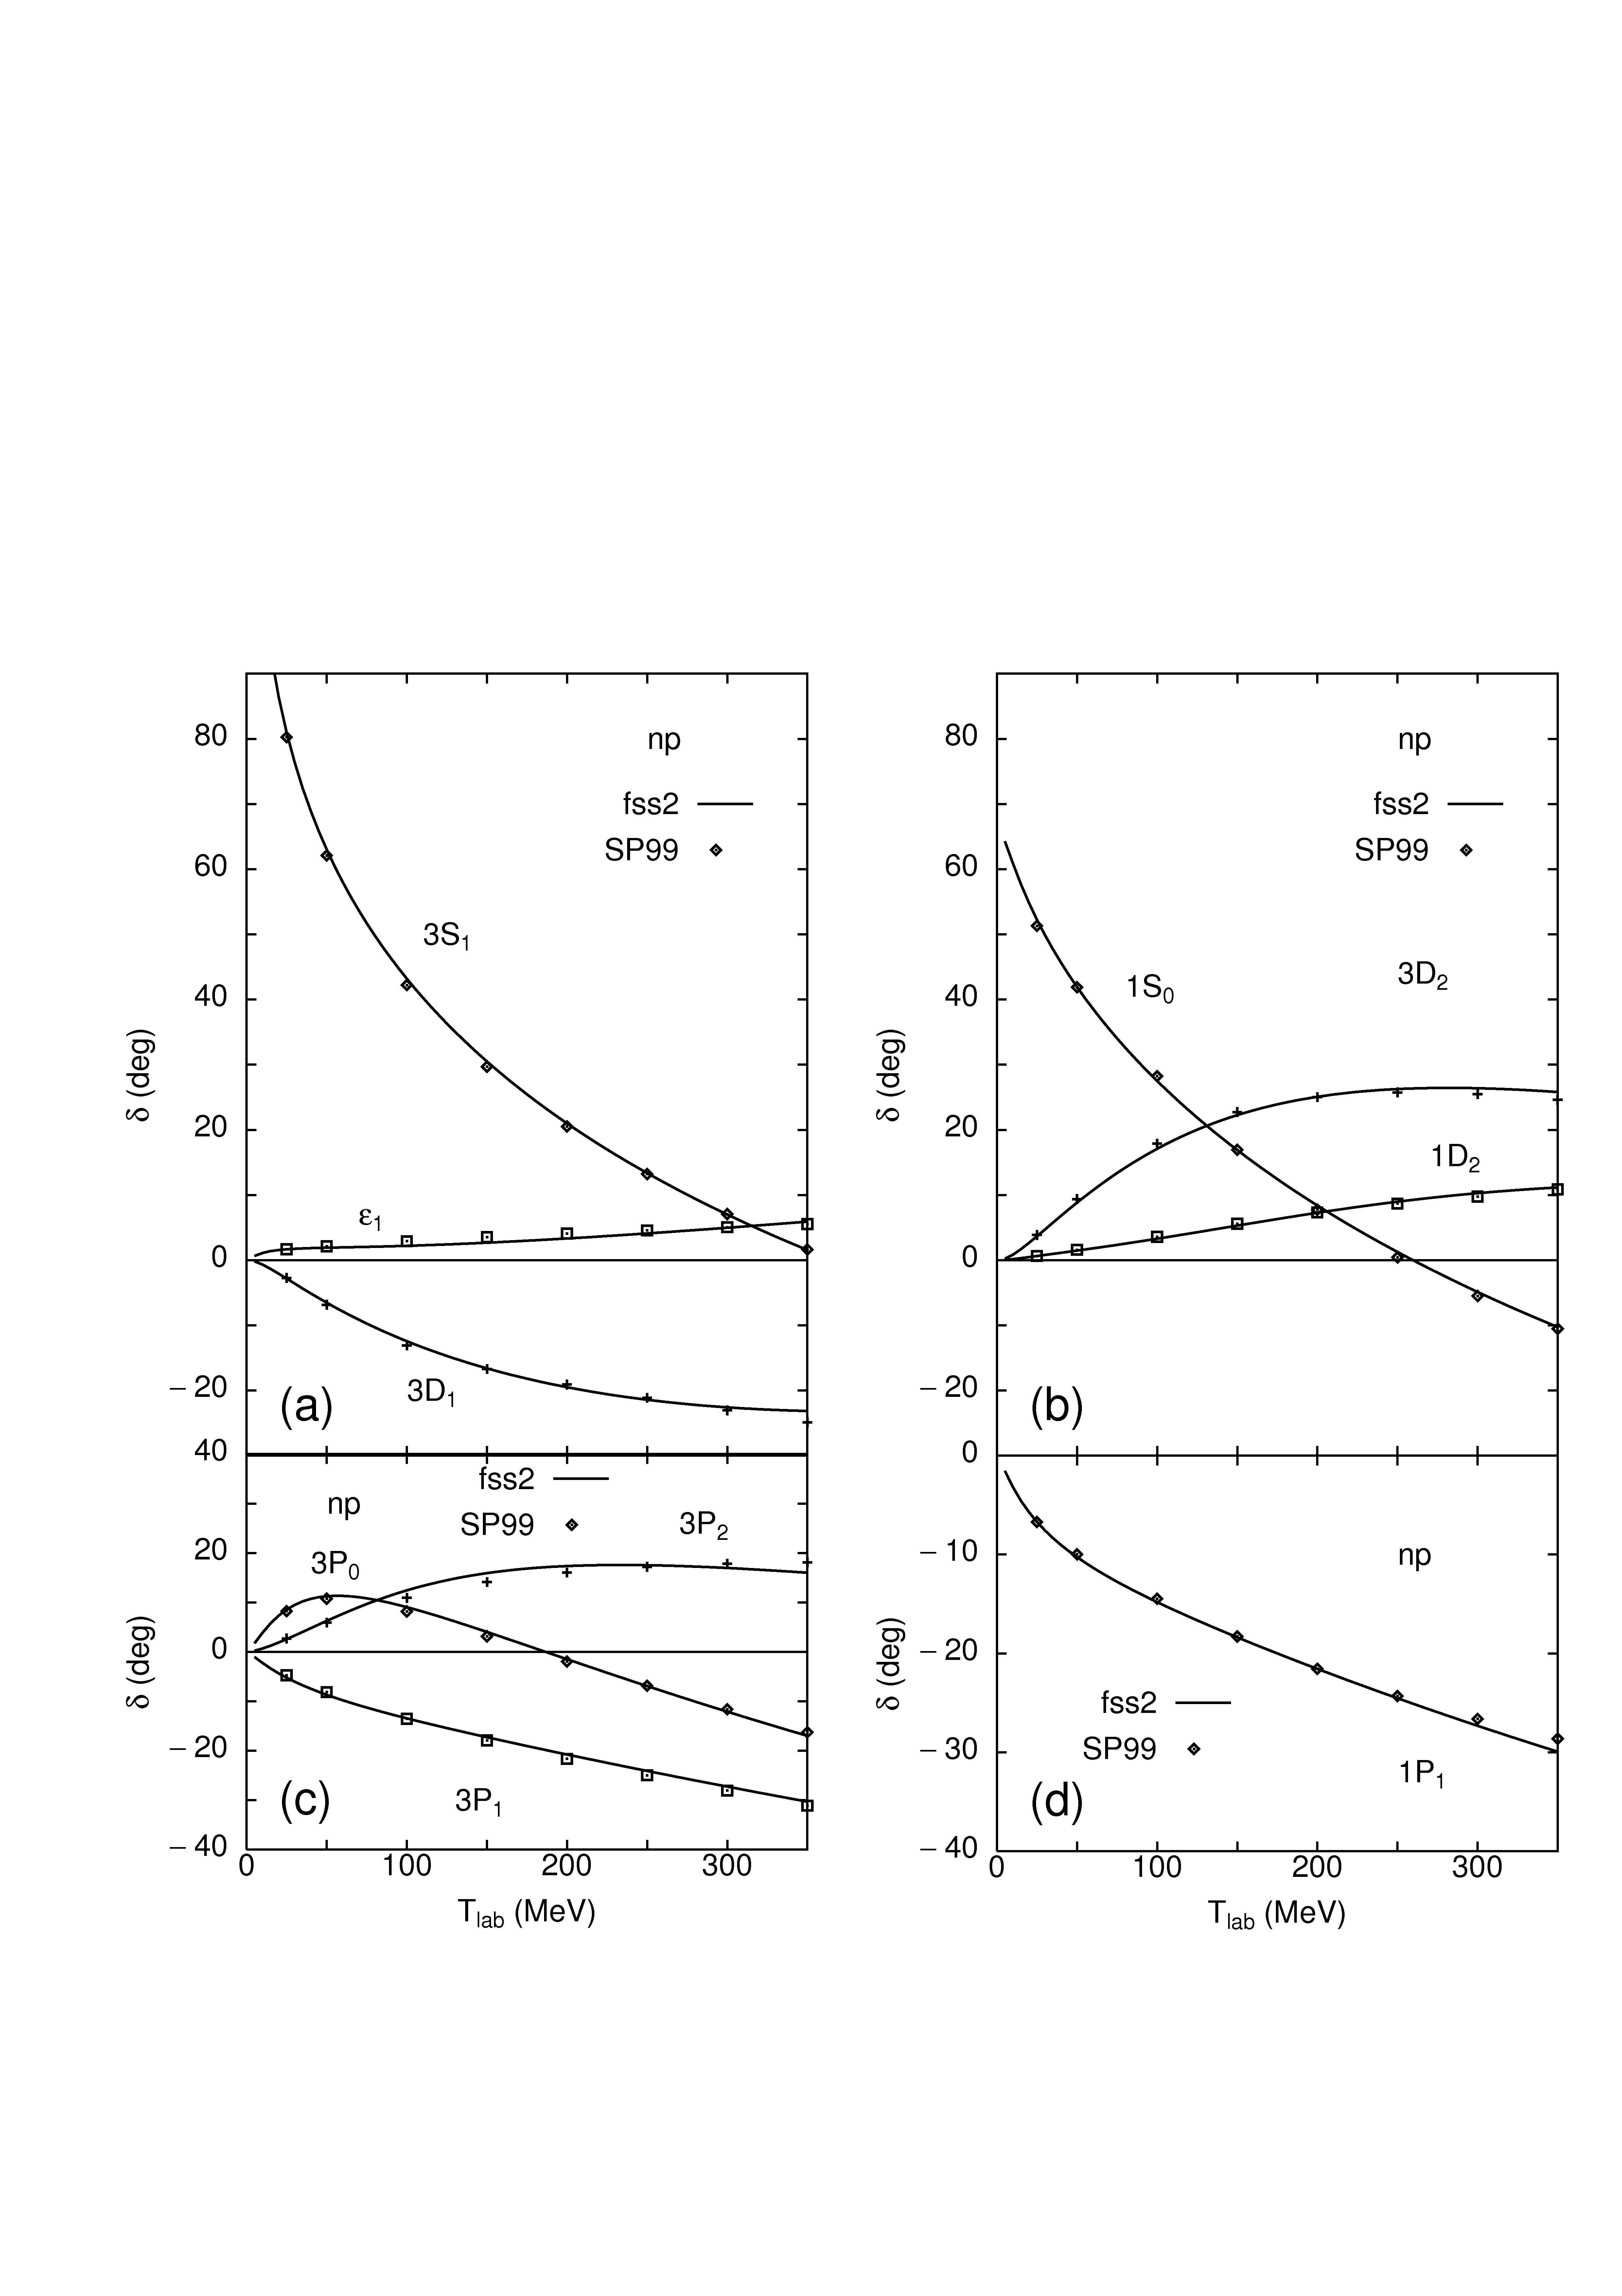 80
60
40
20
0
− 20
δ (deg)
np
fss2
SP99
3S1
ε1
3D1
(a)
80
60
40
20
0
− 20
δ (deg)
np
fss2
SP99
1S0
3D2
1D2
(b)
40
20
0
− 20
− 40
δ (deg)
fss2
SP99
np
3P0
3P2
3P1
(c)
0 100 200 300
Tlab (MeV)
0
− 10
− 20
− 30
− 40
δ (deg)
np
fss2
SP99
1P1
(d)
0 100 200 300
Tlab (MeV)